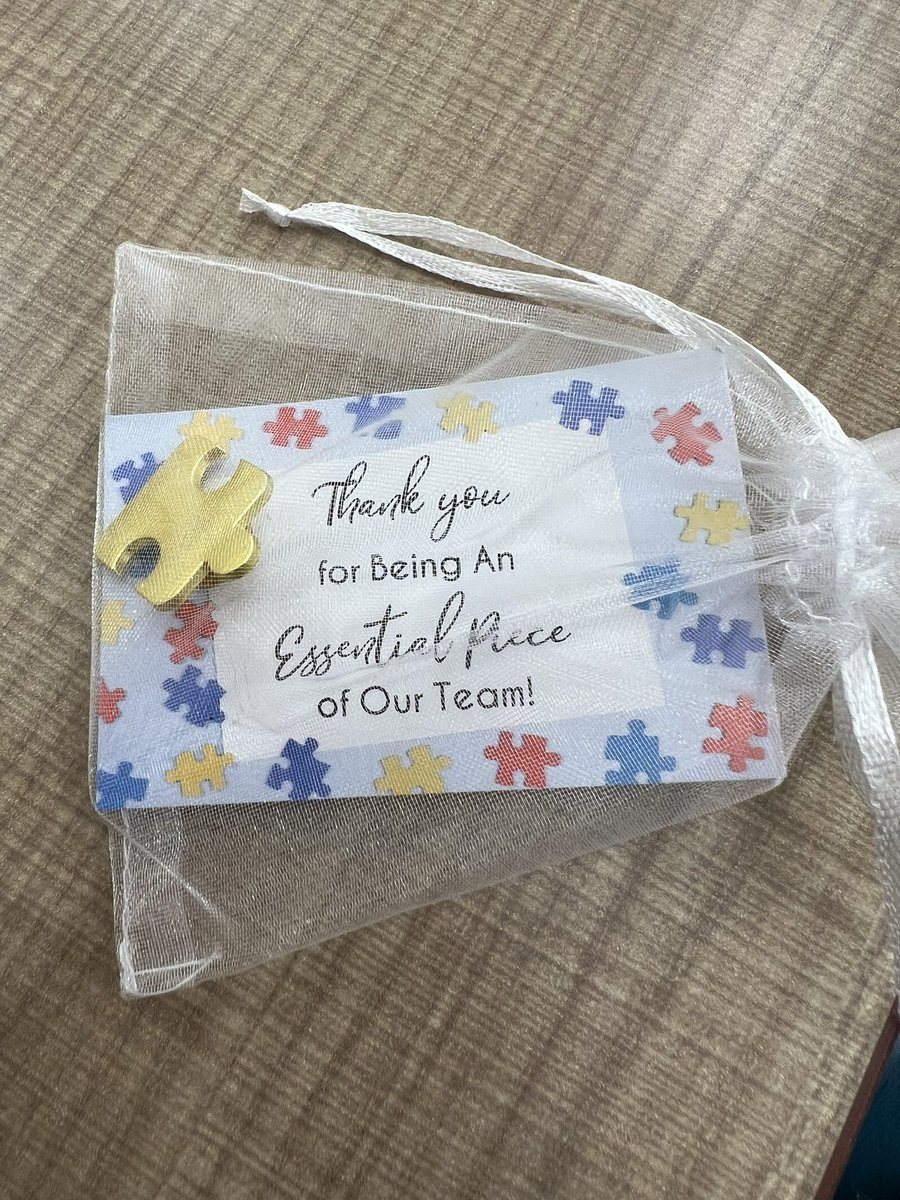 Thank you
for Being An
Essential Piece
of Our Team!